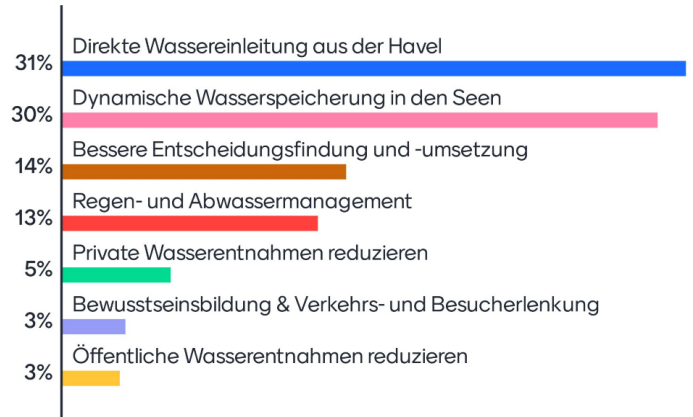 Direkte Wassereinleitung aus der Havel
31%
Dynamische Wasserspeicherung in den Seen
30%
Bessere Entscheidungsfindung und -umsetzung
14%
Regen- und Abwassermanagement
13%
Private Wasserentnahmen reduzieren
5%
Bewusstseinsbildung & Verkehrs- und Besucherlenkung
3%
Öffentliche Wasserentnahmen reduzieren
3%